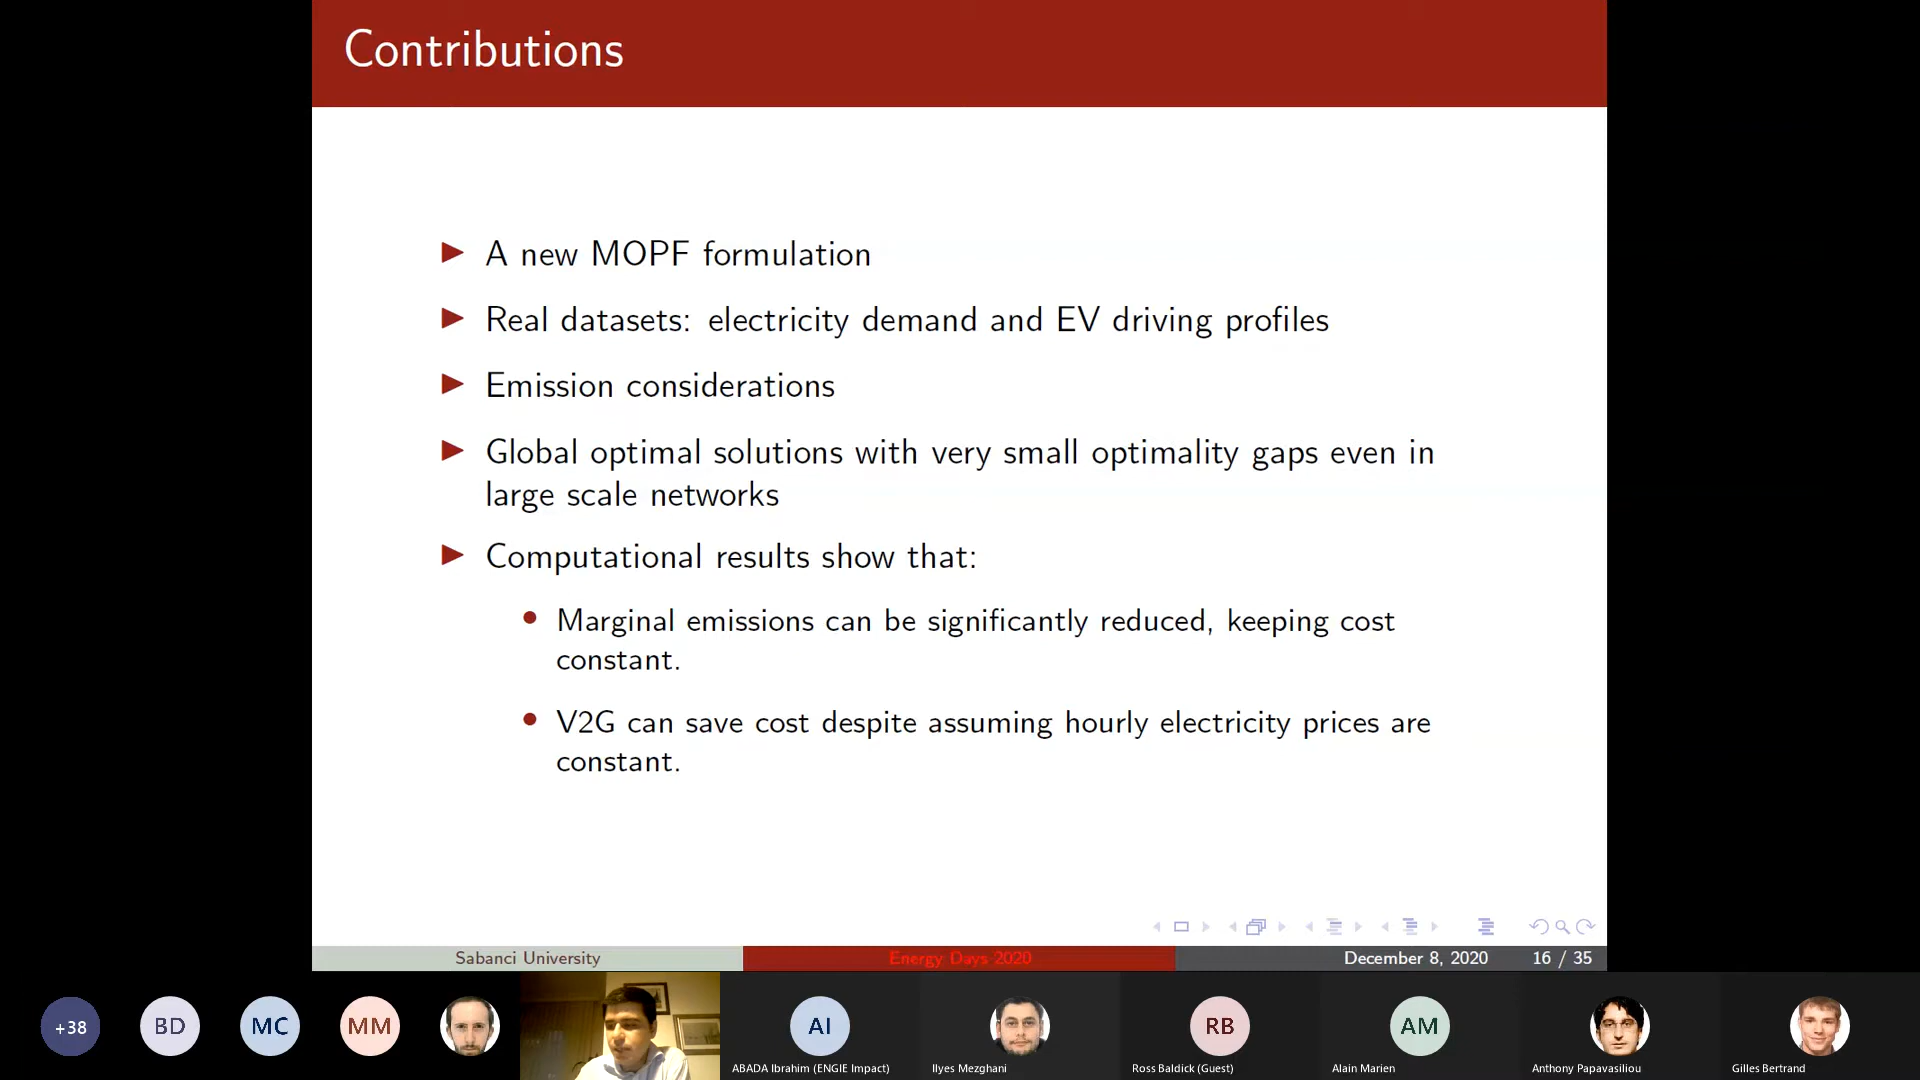 Contributions
A new MOPF formulation
Real datasets: electricity demand and EV driving profiles
Emission considerations
Global optimal solutions with very small optimality gaps even in
large scale networks
Computational results show that:
Marginal emissions can be significantly reduced, keeping cost
constant.
V2G can save cost despite assuming hourly electricity prices are
constant.
Sabanci University
Energy Days 2020
December 8, 2020
16 / 35
+38
BD
MC
MM
AI
RB
AM
ABADA Ibrahim (ENGIE Impact)
Ilyes Mezghani
Ross Baldick (Guest)
Alain Marien
Anthony Papavasiliou
Gilles Bertrand